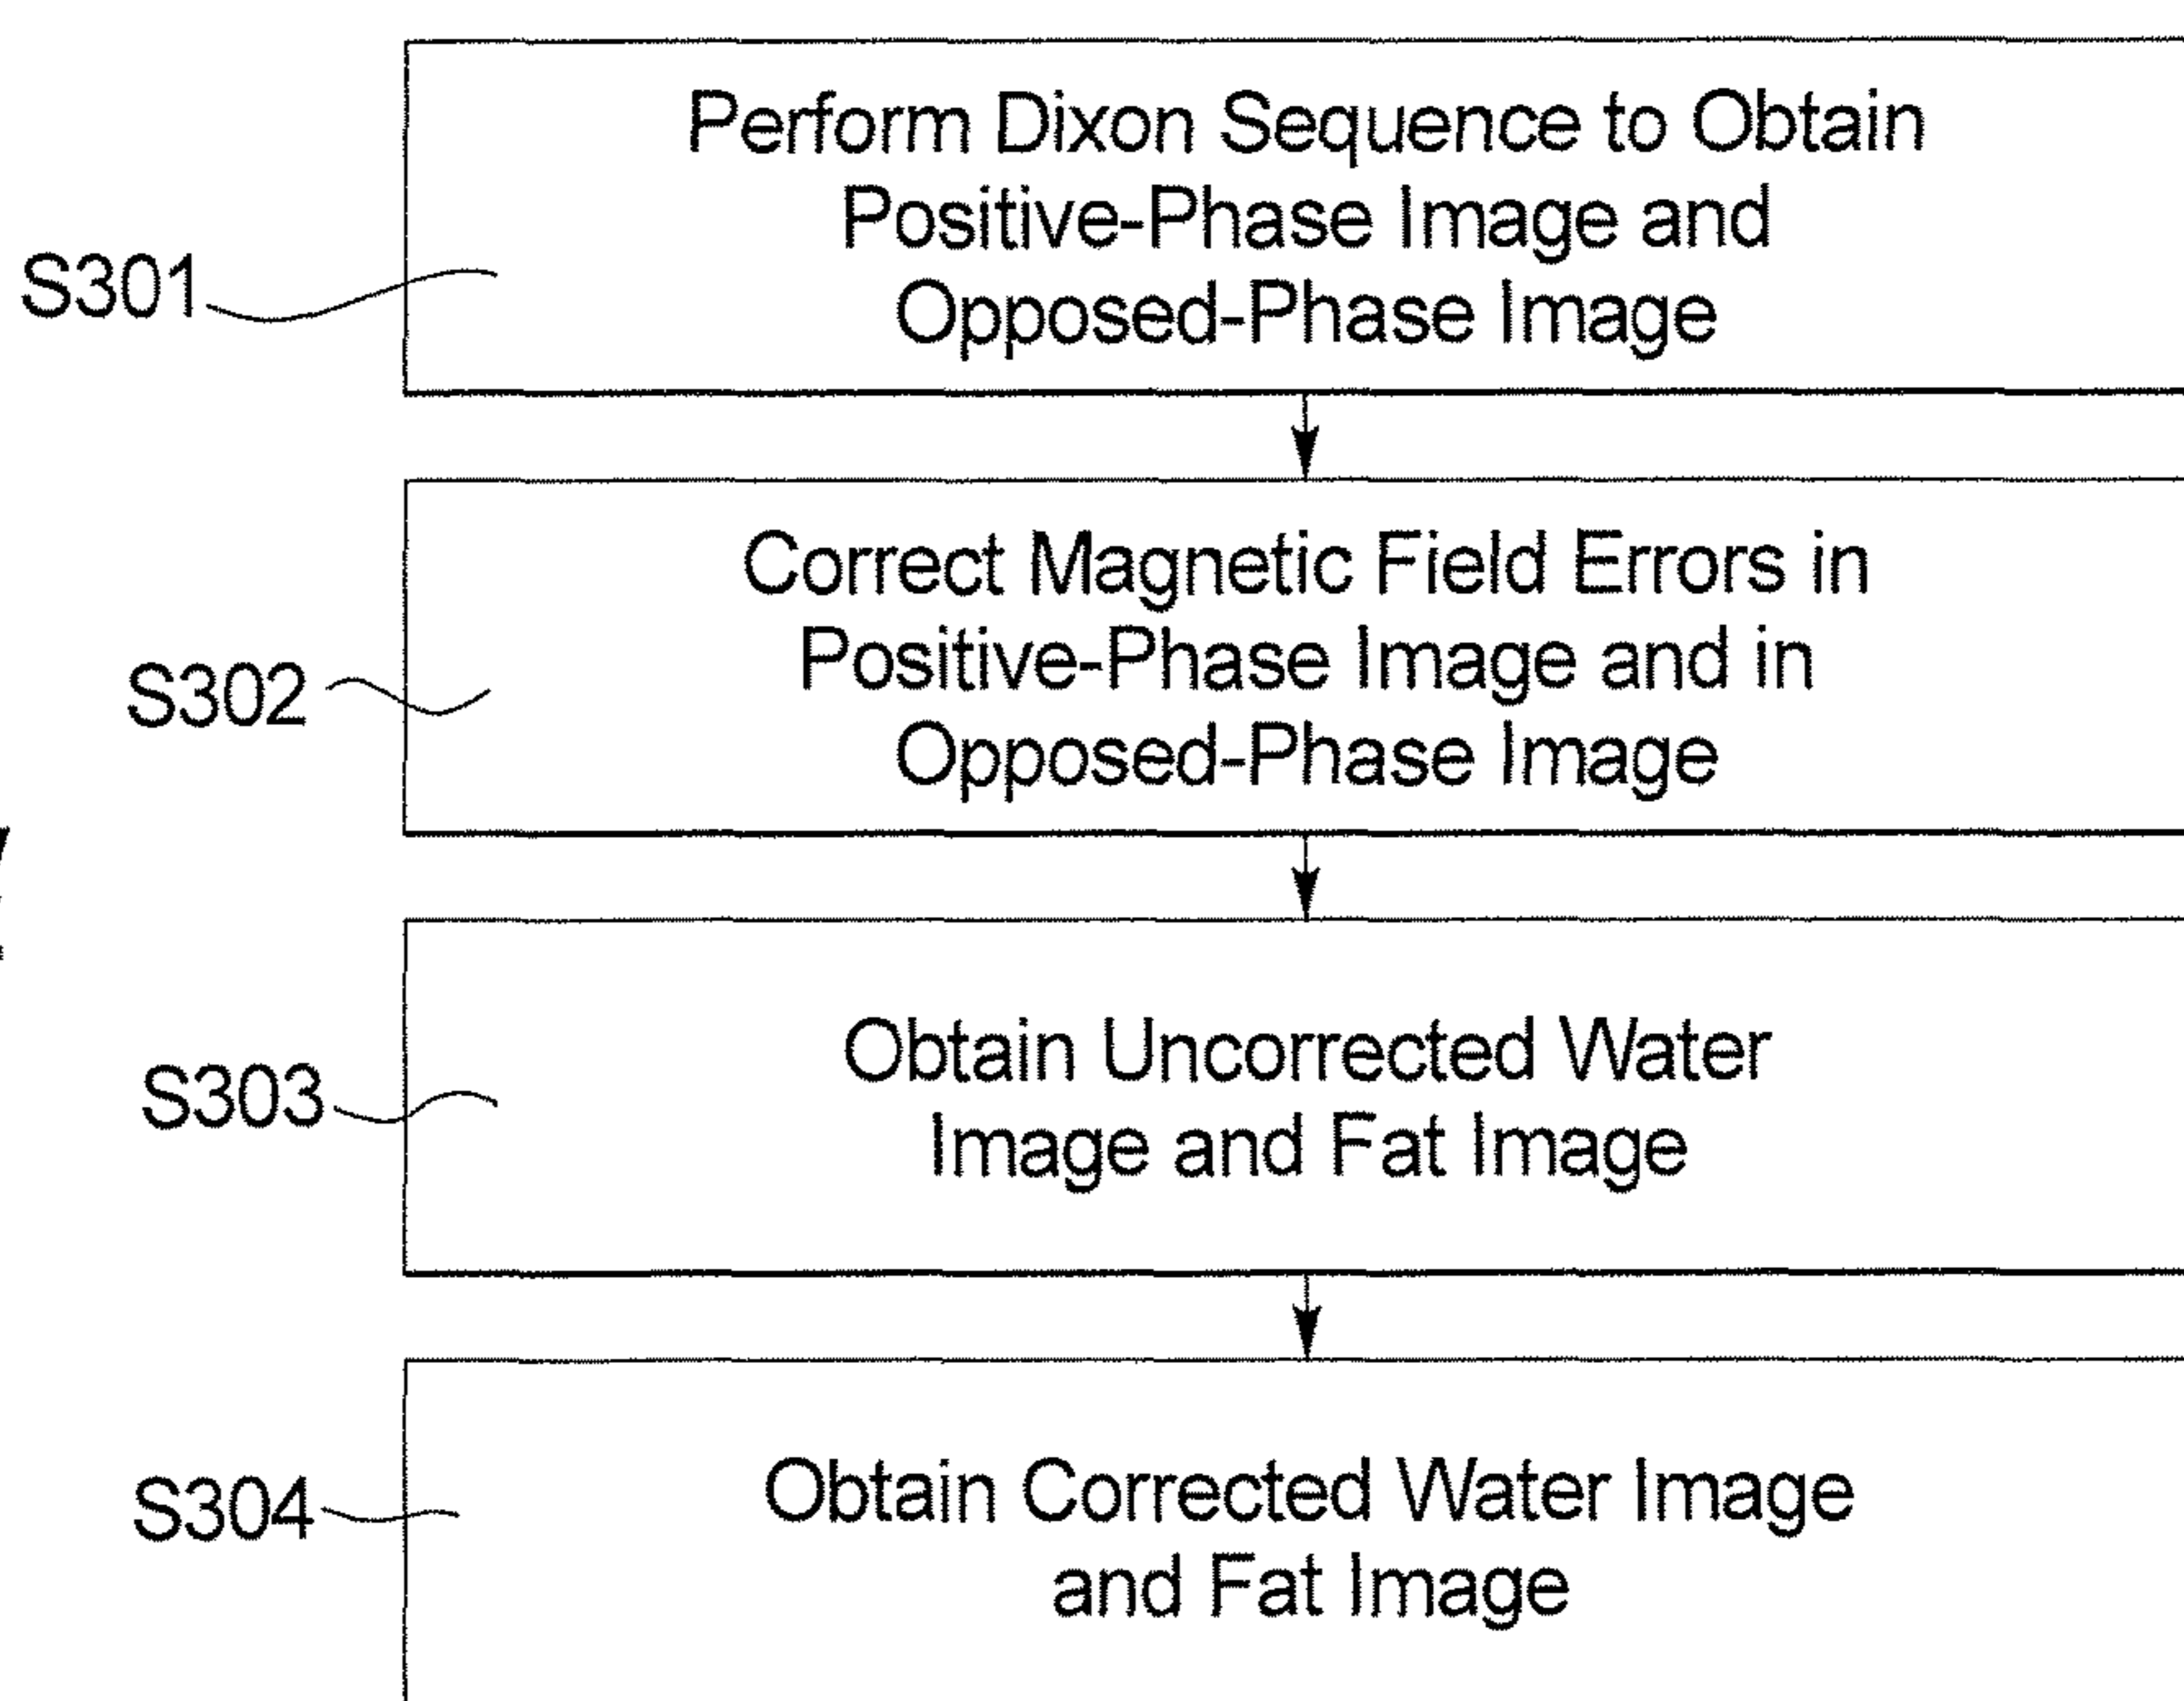 Perform Dixon Sequence to Obtain
Positive-Phase Image and
Opposed-Phase Image
S301
Correct Magnetic Field Errors in
Positive-Phase Image and in
Opposed-Phase Image
S302
Obtain Uncorrected Water
Image and Fat Image
S303
Obtain Corrected Water Image
and Fat Image
S304